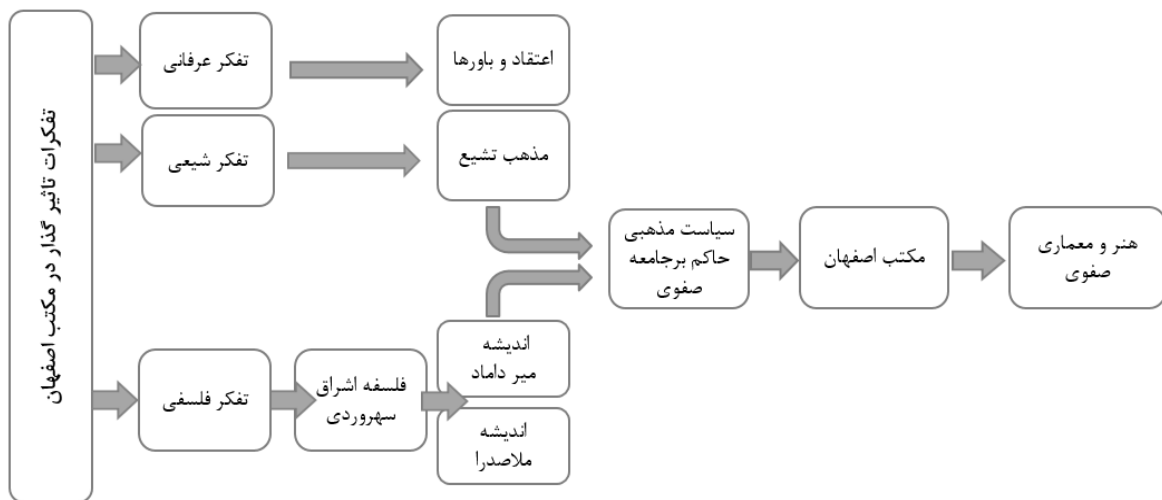 تفکرات تاثیر گذار در مکتب اصفهان
تفکر عرفانی
اعتقاد و باورها
تفکر شیعی
مذهب تشیع
سیاست مذهبی
حاکم برجامعه
صفوی
مکتب اصفهان
هنر و معماری
صفوی
تفکر فلسفی
فلسفه اشراق
سهروردی
اندیشه
میر داماد
اندیشه
ملاصدرا